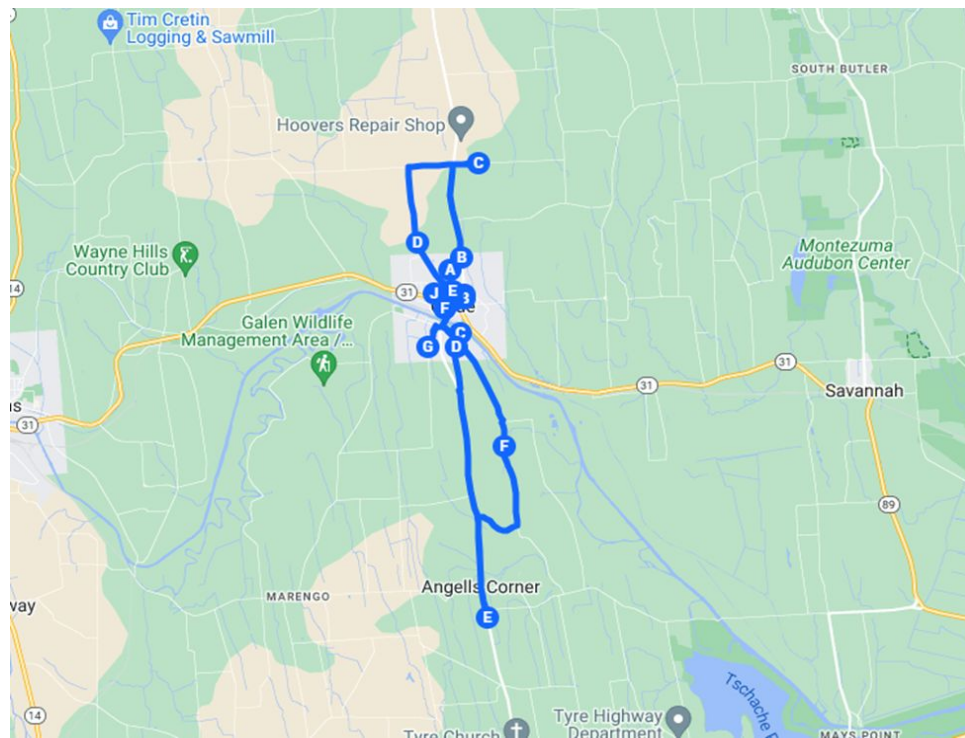 Tim Cretin
Logging & Sawmill
SOUTH BUTLER
Hoovers Repair Shop
C
Wayne Hills
Country Club
D
B
A
Montezuma
Audubon Center
14
31
J
E
B
F
Galen Wildlife
Management Area /...
C
G
D
31
31
31
Savannah
F
89
Angells Corner
MARENGO
E
14
Tyre Highway
Department
Tyre Church
Tschache P
MAYS POINT